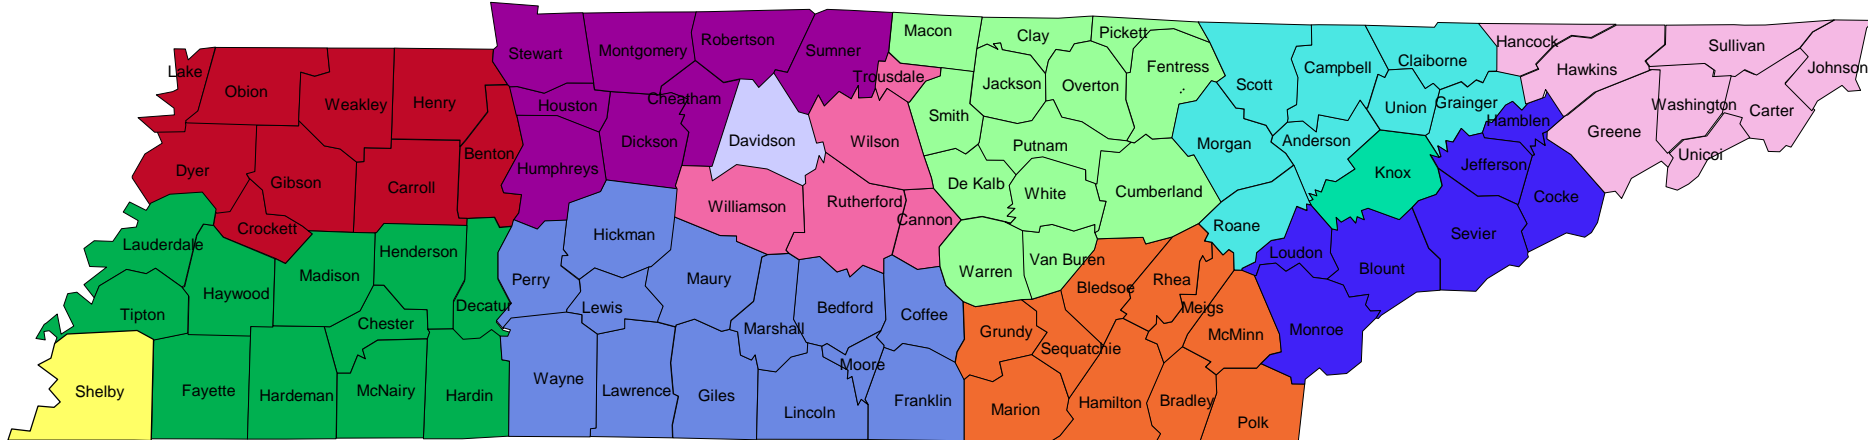 Stewart
Montgomery
Robertson
Sumner
Macon
Clay
Pickett
Hancock
Sullivan
Johnson
Lake
Obion
Weakley
Henry
Houston
Cheatham
Trousdale
Jackson
Overton
Fentress
Scott
Campbell
Claiborne
Hawkins
Union
Grainger
Washington
Carter
Hamblen
Greene
Unicoi
Benton
Humphreys
Dickson
Davidson
Wilson
Smith
Putnam
Morgan
Anderson
Knox
Jefferson
Cocke
Dyer
Gibson
Carroll
Crockett
Williamson
Rutherford
Cannon
De Kalb
White
Cumberland
Roane
Loudon
Blount
Sevier
Lauderdale
Haywood
Madison
Henderson
Decatur
Perry
Hickman
Lewis
Maury
Marshall
Bedford
Coffee
Warren
Van Buren
Bledsoe
Rhea
Meigs
McMinn
Monroe
Tipton
Chester
Moore
Grundy
Sequatchie
Shelby
Fayette
Hardeman
McNairy
Hardin
Wayne
Lawrence
Giles
Lincoln
Franklin
Marion
Hamilton
Bradley
Polk